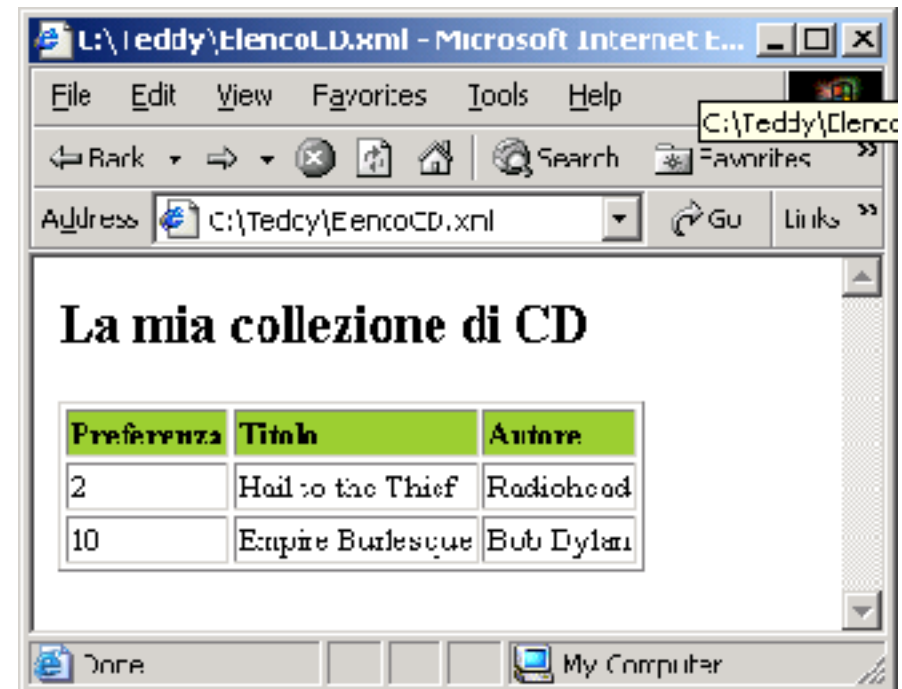 C:\Teddy\ElencoCD.xml - Microsoft Internet E...
File Edit View Favorites Tools Help
C:\Teddy\Elenco
Back Search Favorites »
Address C:\Teddy\ElencoCD.xml Go Links »
La mia collezione di CD
Preferenza Titolo Autore
2 Hail to the Thief Radiohead
10 Empire Burlesque Bob Dylan
Done My Computer